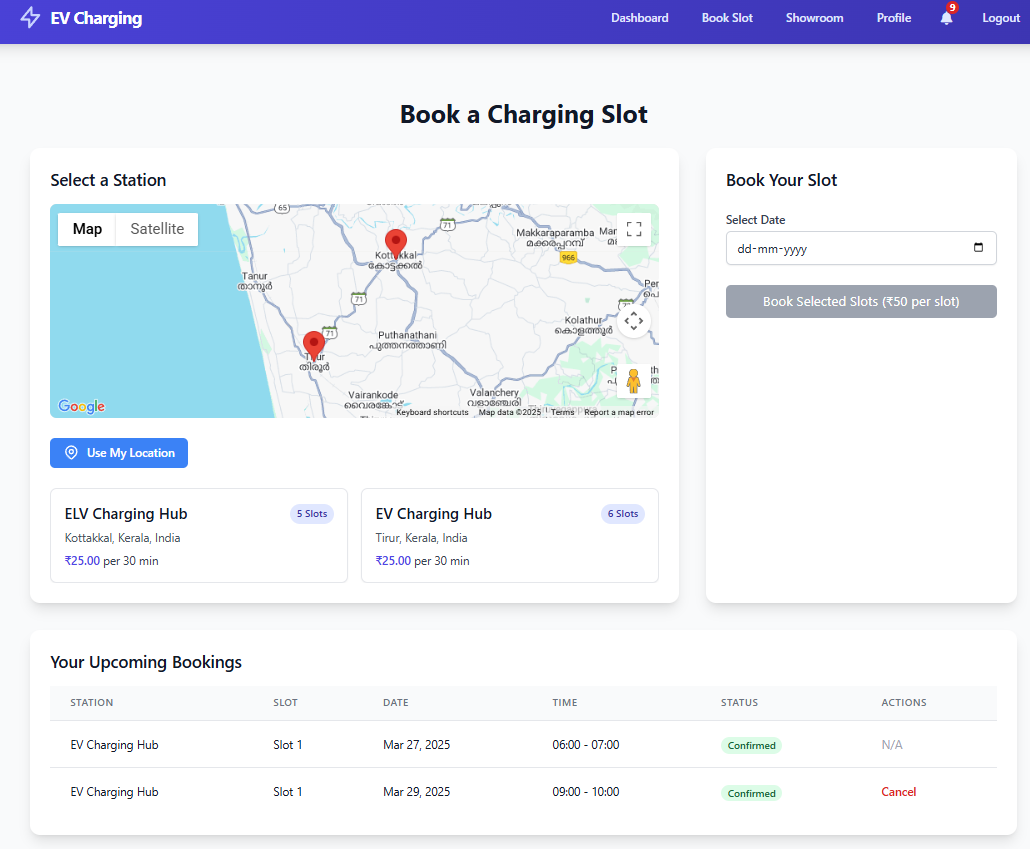 EV Charging
Dashboard
Book Slot
Showroom
Profile
9
Logout
Book a Charging Slot
Select a Station
Map
Satellite
65
71
Makkaraparamba
മക്കരപ്പറമ്പ്
966
Kottakkal
കോട്ടക്കൽ
Tanur
താനൂർ
71
71
Puthanathani
പുത്തനത്താണി
Kolathur
കൊളത്തൂർ
Tirur
തിരൂർ
Vairankode
വൈരങ്കോട്
Valanchery
വളാഞ്ചേരി
Google
Keyboard shortcuts
Map data ©2025
Terms
Report a map error
Use My Location
ELV Charging Hub
5 Slots
Kottakkal, Kerala, India
₹25.00 per 30 min
EV Charging Hub
6 Slots
Tirur, Kerala, India
₹25.00 per 30 min
Book Your Slot
Select Date
dd-mm-yyyy
Book Selected Slots (₹50 per slot)
Your Upcoming Bookings
STATION SLOT DATE TIME STATUS ACTIONS
EV Charging Hub Slot 1 Mar 27, 2025 06:00 - 07:00 Confirmed N/A
EV Charging Hub Slot 1 Mar 29, 2025 09:00 - 10:00 Confirmed Cancel